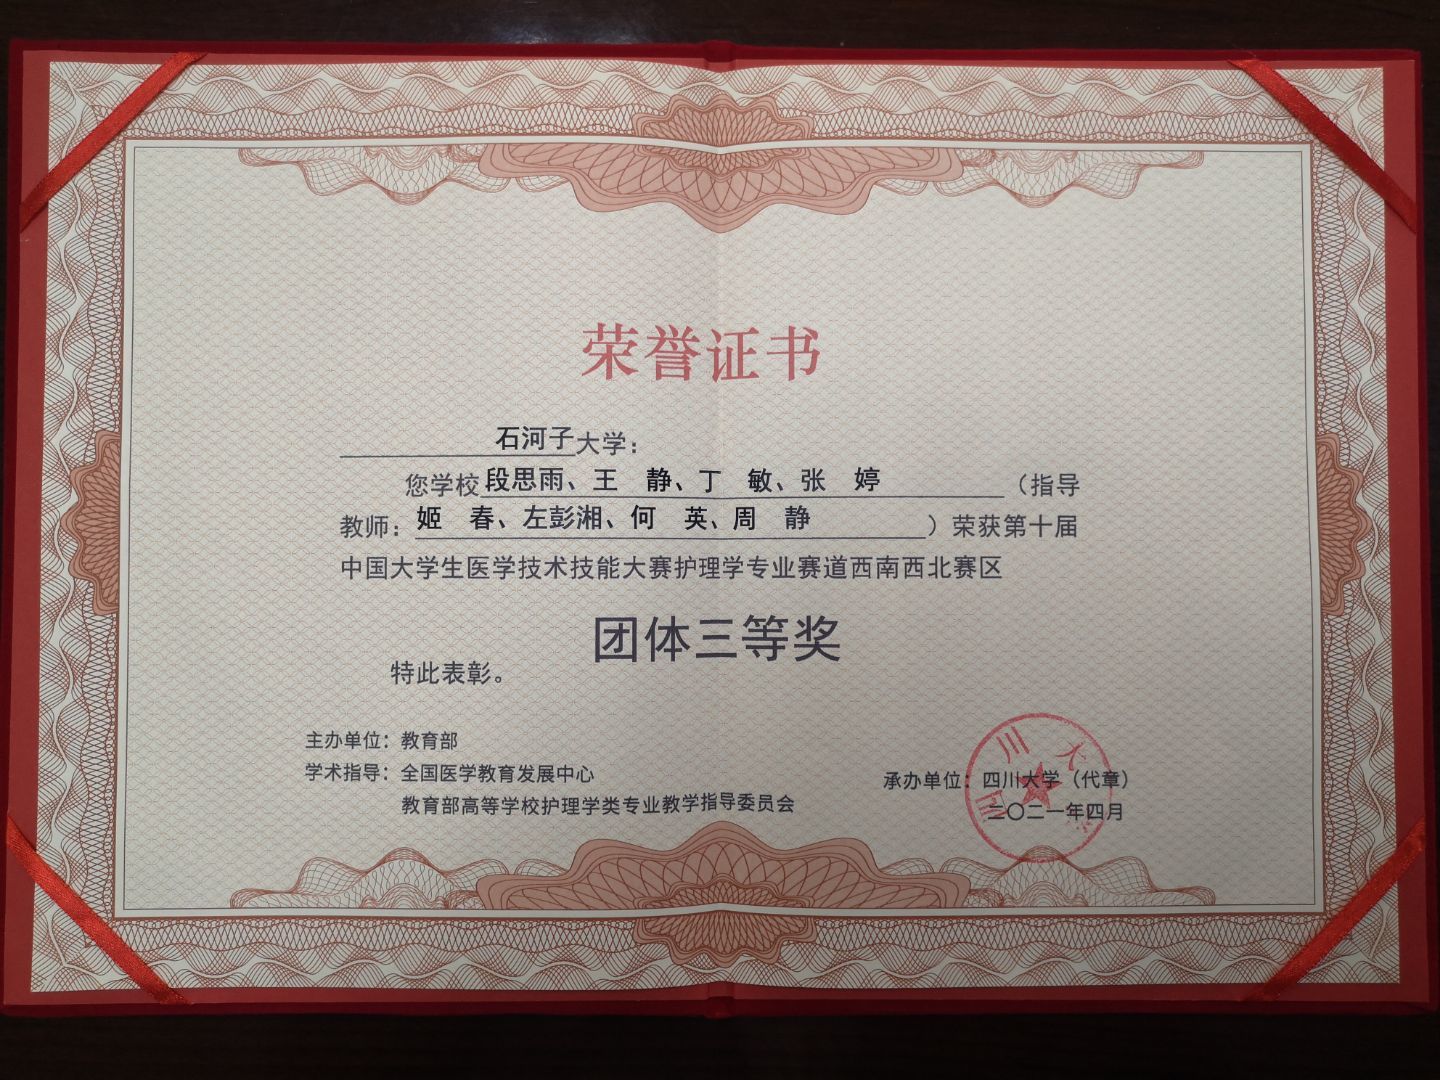 荣誉证书
石河子大学：
您学校段思雨、王　静、丁　敏、张　婷（指导
教师：姬　春、左彭湘、何　英、周　静）荣获第十届
中国大学生医学技术技能大赛护理学专业赛道西南西北赛区
团体三等奖
特此表彰。
主办单位：教育部
学术指导：全国医学教育发展中心
教育部高等学校护理学类专业教学指导委员会
承办单位：四川大学（代章）
二〇二一年四月
四川大学